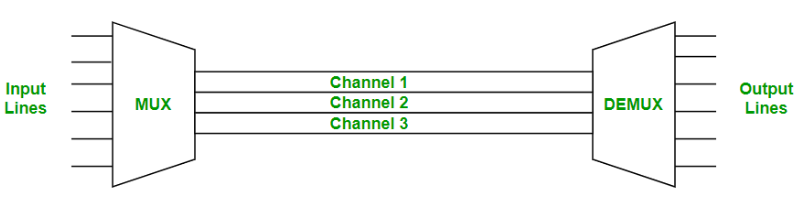 Input
Lines
MUX
Channel 1
Channel 2
Channel 3
DEMUX
Output
Lines